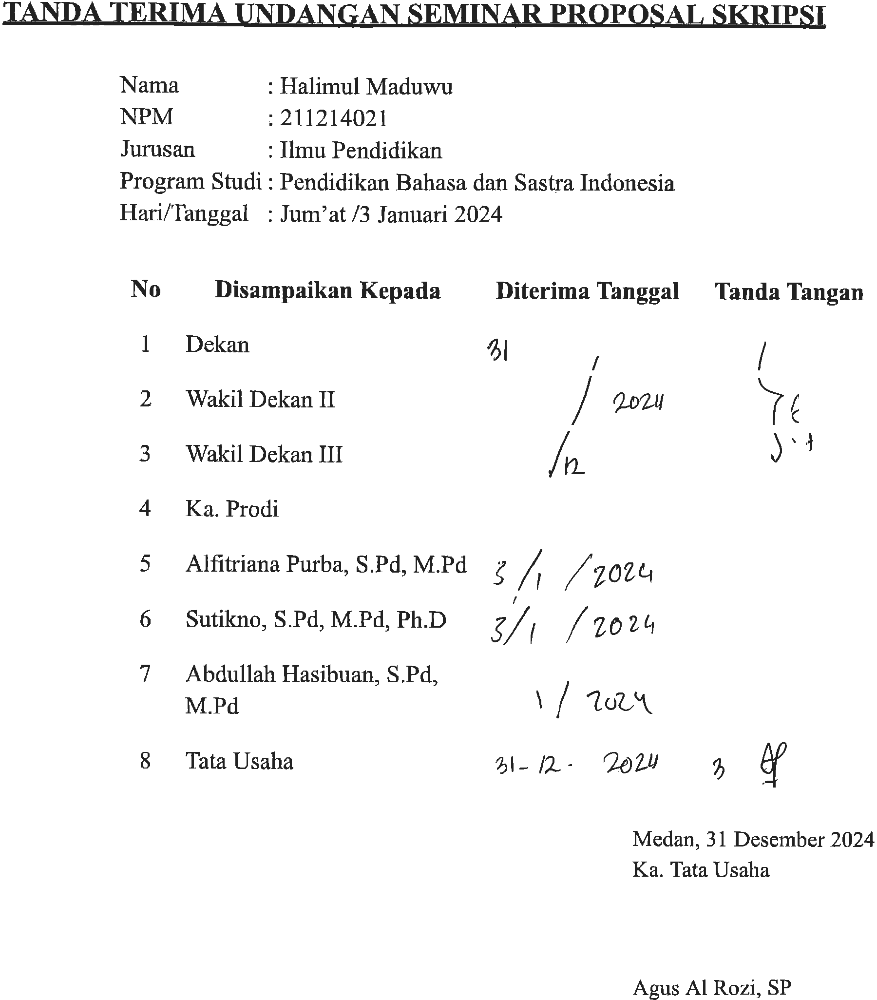 TANDA TERIMA UNDANGAN SEMINAR PROPOSAL SKRIPSI
Nama : Halimul Maduwu
NPM : 211214021
Jurusan : Ilmu Pendidikan
Program Studi : Pendidikan Bahasa dan Sastra Indonesia
Hari/Tanggal : Jum'at /3 Januari 2024
No Disampaikan Kepada Diterima Tanggal Tanda Tangan
1 Dekan 31
2 Wakil Dekan II / 2024
3 Wakil Dekan III /12
4 Ka. Prodi
5 Alfitriana Purba, S.Pd, M.Pd 3/1 /2024
6 Sutikno, S.Pd, M.Pd, Ph.D 3/1 /2024
7 Abdullah Hasibuan, S.Pd,
M.Pd 1/ 2024
8 Tata Usaha 31-12- 2024 3
Medan, 31 Desember 2024
Ka. Tata Usaha
Agus Al Rozi, SP